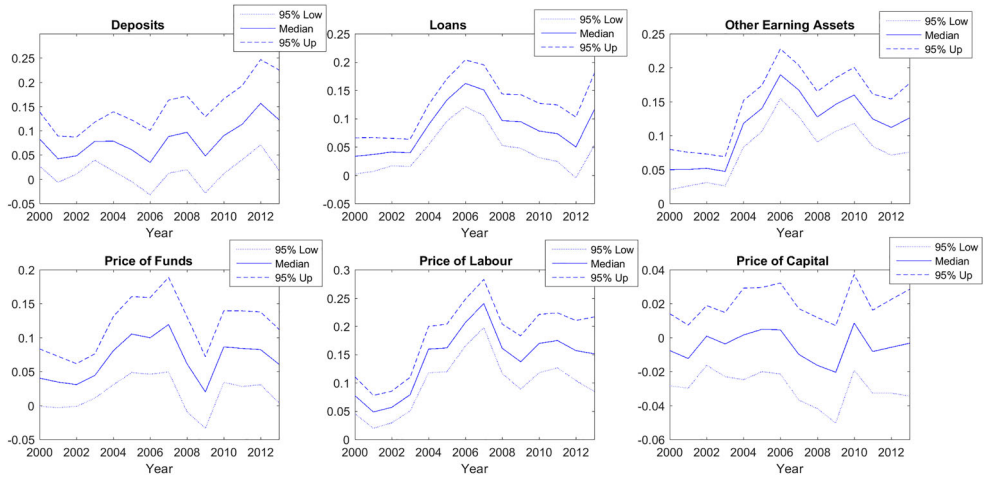 Deposits
95% Low
Median
95% Up
0.25
0.2
0.15
0.1
0.05
0
-0.05
2000 2002 2004 2006 2008 2010 2012
Year
Loans
95% Low
Median
95% Up
0.25
0.2
0.15
0.1
0.05
0
-0.05
2000 2002 2004 2006 2008 2010 2012
Year
Other Earning Assets
95% Low
Median
95% Up
0.25
0.2
0.15
0.1
0.05
0
2000 2002 2004 2006 2008 2010 2012
Year
Price of Funds
95% Low
Median
95% Up
0.2
0.15
0.1
0.05
0
-0.05
2000 2002 2004 2006 2008 2010 2012
Year
Price of Labour
95% Low
Median
95% Up
0.3
0.25
0.2
0.15
0.1
0.05
0
2000 2002 2004 2006 2008 2010 2012
Year
Price of Capital
95% Low
Median
95% Up
0.04
0.02
0
-0.02
-0.04
-0.06
2000 2002 2004 2006 2008 2010 2012
Year